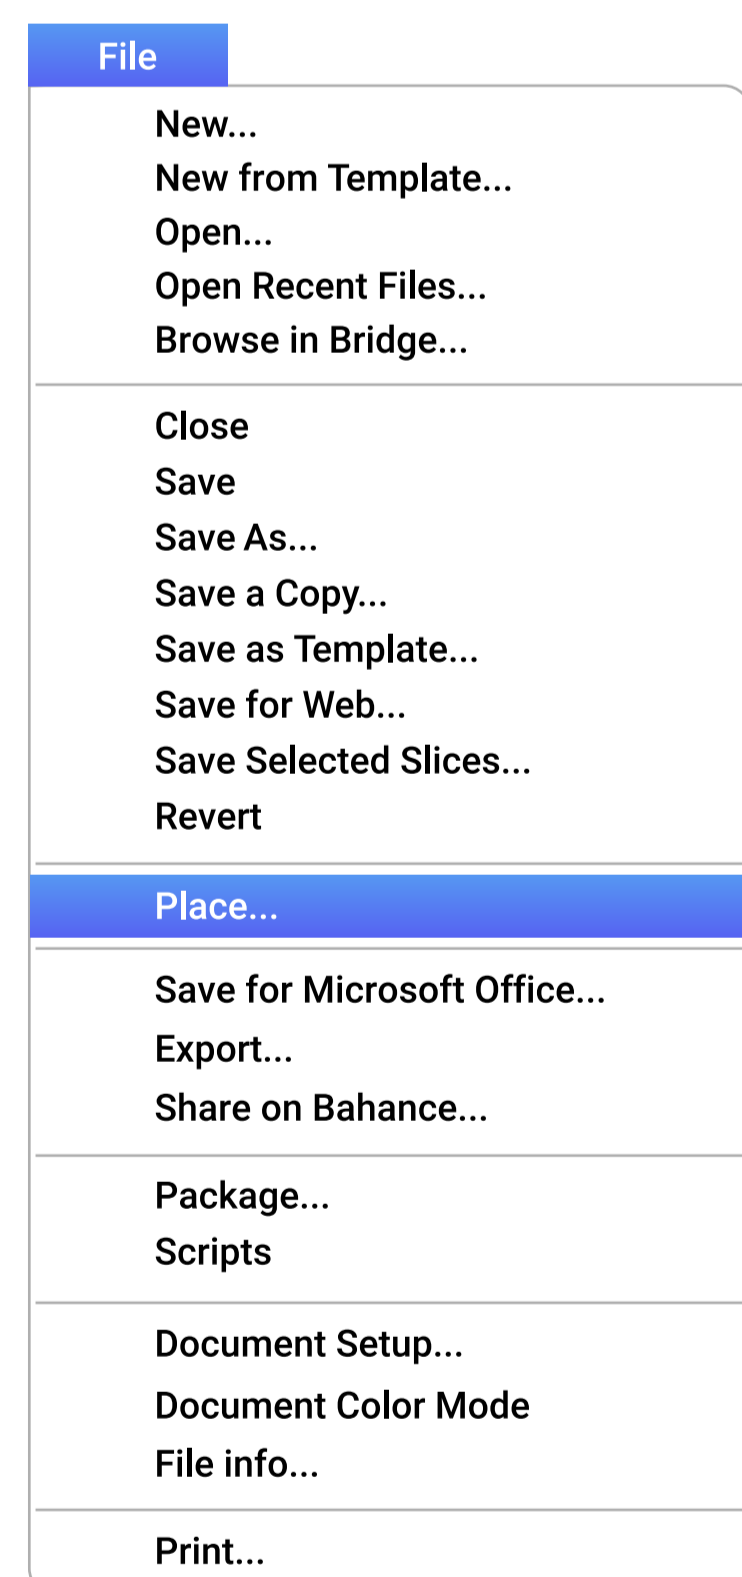 File
New...
New from Template...
Open...
Open Recent Files...
Browse in Bridge...
Close
Save
Save As...
Save a Copy...
Save as Template...
Save for Web...
Save Selected Slices...
Revert
Place...
Save for Microsoft Office...
Export...
Share on Bahance...
Package...
Scripts
Document Setup...
Document Color Mode
File info...
Print...